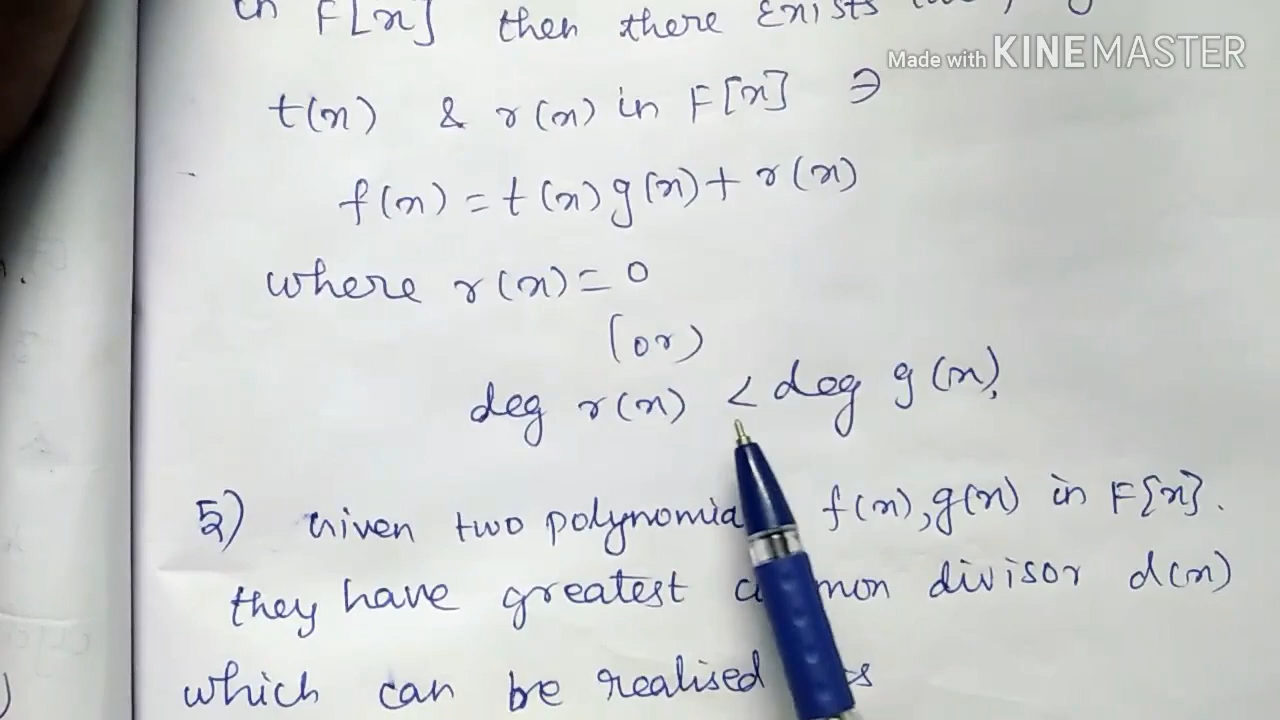 in F[x] then there exists
Made with KINEMASTER
t(x) & r(x) in F[x] ∋
f(x) = t(x) g(x) + r(x)
where r(x) = 0
(or)
deg r(x) < deg g(x),
5) Given two polynomia f(x), g(x) in F[x].
they have greatest c mon divisor d(x)
which can be realised s